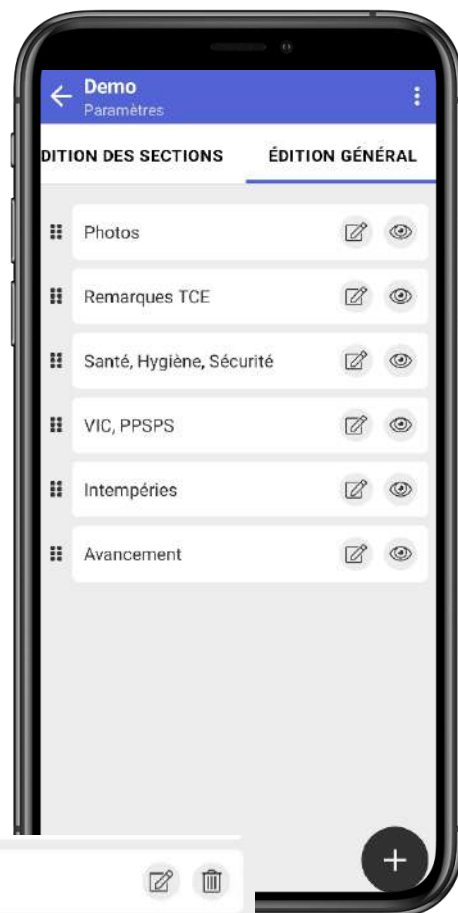 Demo
Paramètres
DITION DES SECTIONS ÉDITION GÉNÉRAL
Photos
Remarques TCE
Santé, Hygiène, Sécurité
VIC, PPSPS
Intempéries
Avancement